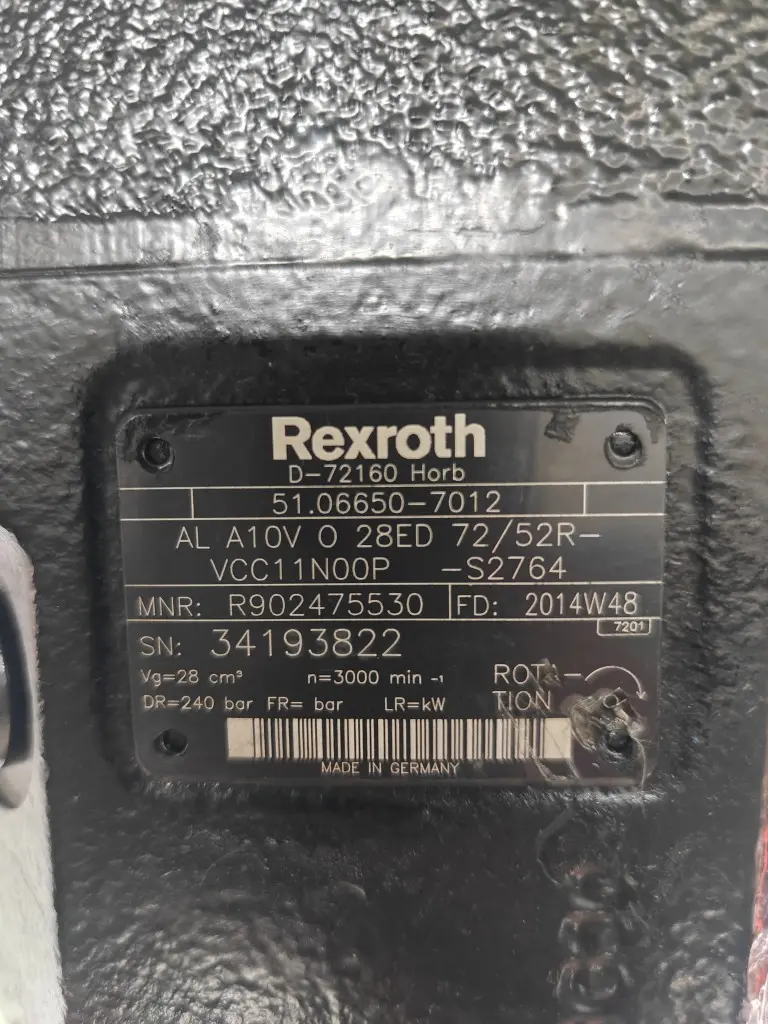 Rexroth
D-72160 Horb
51.06650-7012
AL A10V O 28ED 72/52R-
VCC11N00P -S2764
MNR: R902475530 FD: 2014W48
7201
SN: 34193822
Vg=28 cm³ n=3000 min -1 ROTA-
DR=240 bar FR= bar LR=kW TION
MADE IN GERMANY